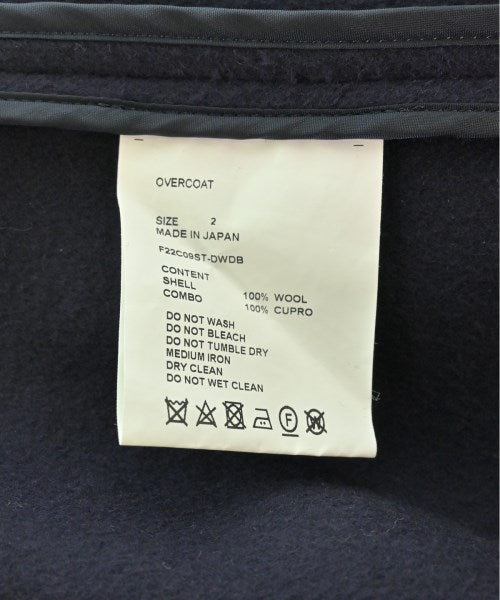 OVERCOAT
SIZE 2
MADE IN JAPAN
F22C09ST-DWDB
CONTENT
SHELL 100% WOOL
COMBO 100% CUPRO
DO NOT WASH
DO NOT BLEACH
DO NOT TUMBLE DRY
MEDIUM IRON
DRY CLEAN
DO NOT WET CLEAN
F W